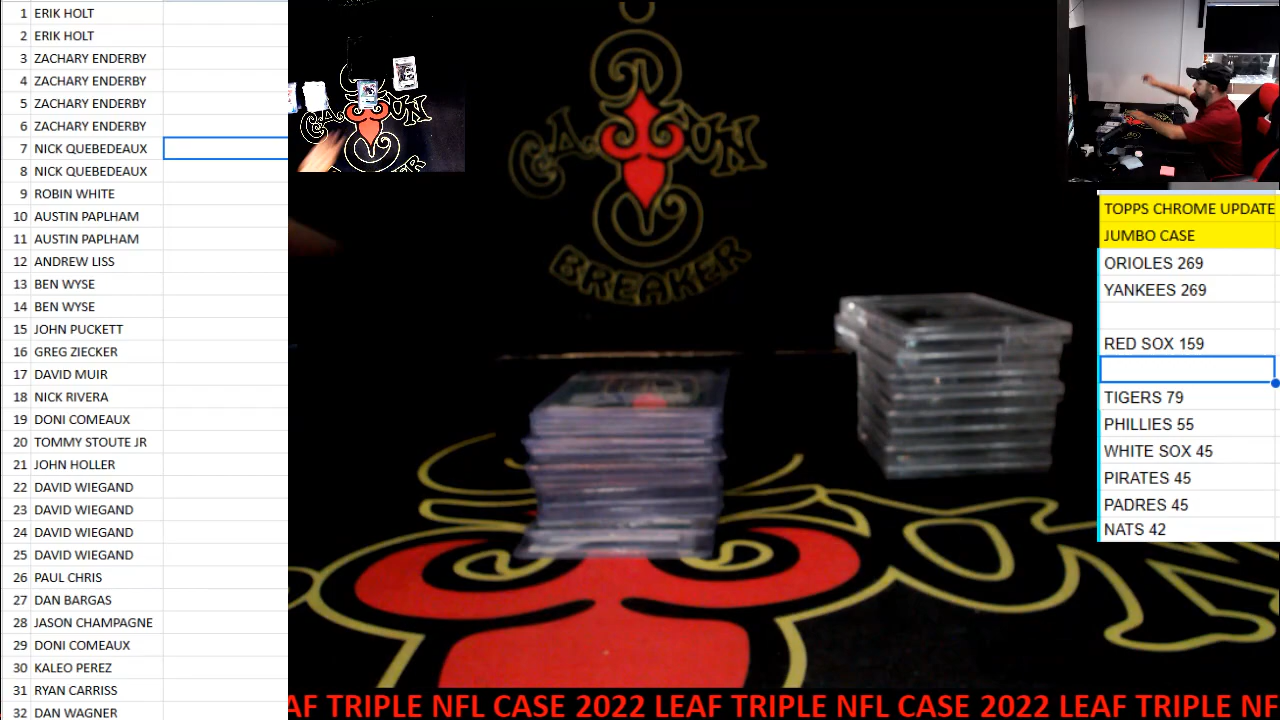 1 ERIK HOLT
2 ERIK HOLT
3 ZACHARY ENDERBY
4 ZACHARY ENDERBY
5 ZACHARY ENDERBY
6 ZACHARY ENDERBY
7 NICK QUEBEDEAUX
8 NICK QUEBEDEAUX
9 ROBIN WHITE
10 AUSTIN PAPLHAM
11 AUSTIN PAPLHAM
12 ANDREW LISS
13 BEN WYSE
14 BEN WYSE
15 JOHN PUCKETT
16 GREG ZIECKER
17 DAVID MUIR
18 NICK RIVERA
19 DONI COMEAUX
20 TOMMY STOUTE JR
21 JOHN HOLLER
22 DAVID WIEGAND
23 DAVID WIEGAND
24 DAVID WIEGAND
25 DAVID WIEGAND
26 PAUL CHRIS
27 DAN BARGAS
28 JASON CHAMPAGNE
29 DONI COMEAUX
30 KALEO PEREZ
31 RYAN CARRISS
32 DAN WAGNER
BREAKER
TOPPS CHROME UPDATE
JUMBO CASE
ORIOLES 269
YANKEES 269
RED SOX 159
TIGERS 79
PHILLIES 55
WHITE SOX 45
PIRATES 45
PADRES 45
NATS 42
AF TRIPLE NFL CASE 2022 LEAF TRIPLE NFL CASE 2022 LEAF TRIPLE NF